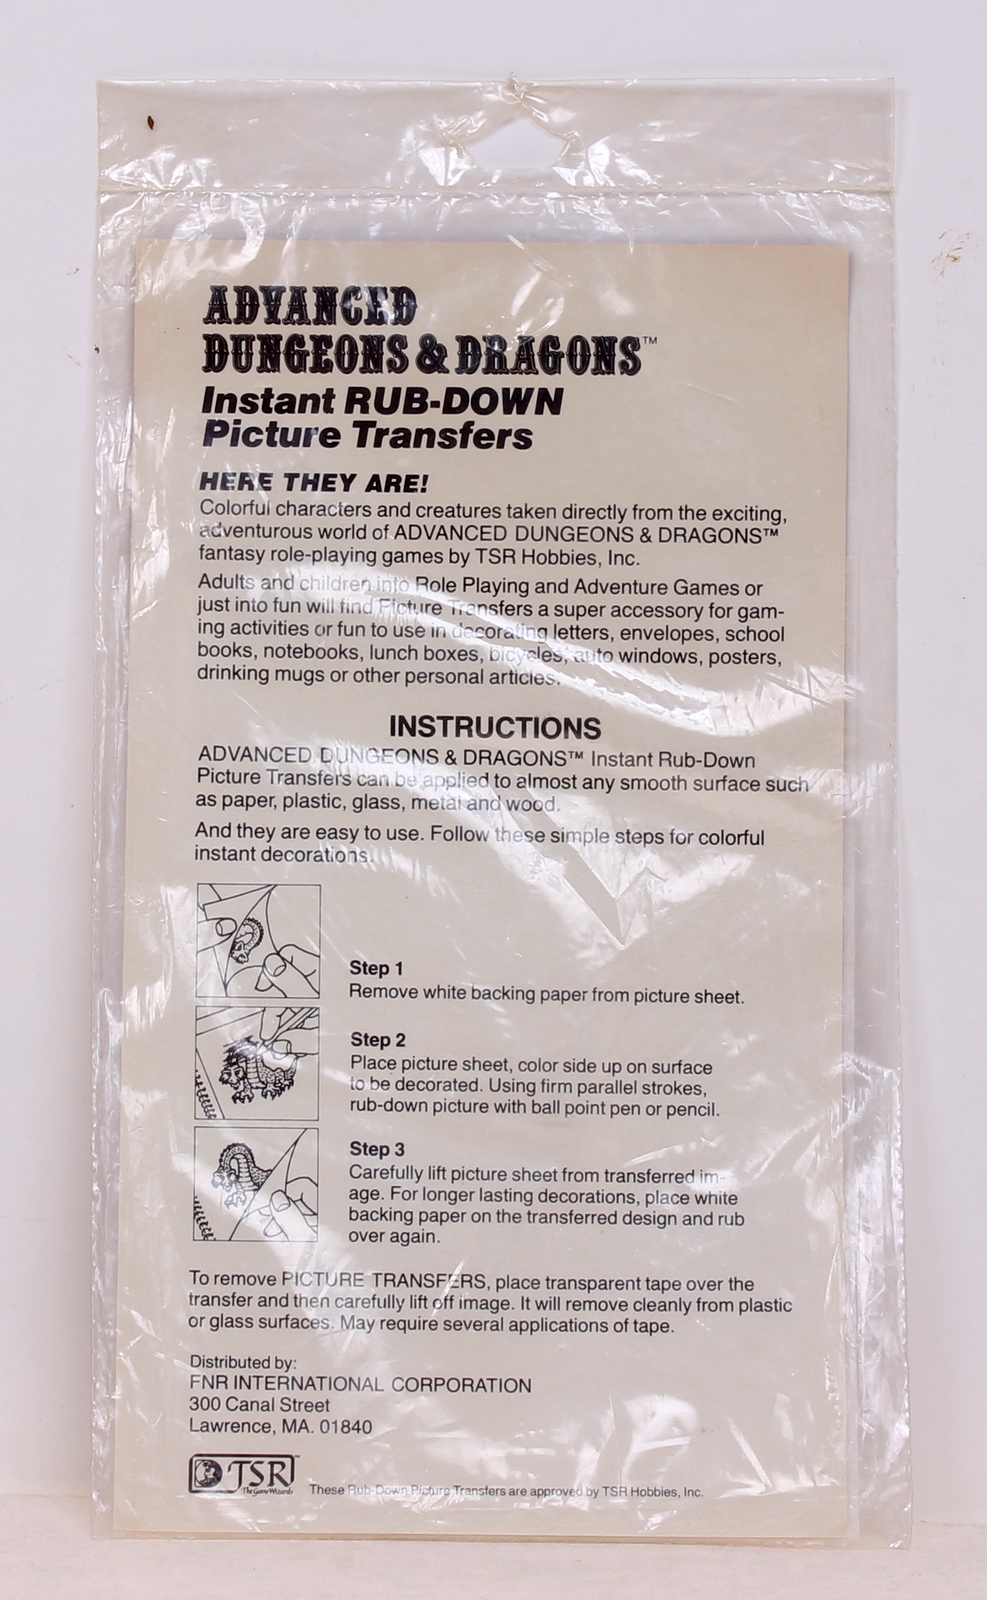 ADVANCED
DUNGEONS & DRAGONS™
Instant RUB-DOWN
Picture Transfers
HERE THEY ARE!
Colorful characters and creatures taken directly from the exciting,
adventurous world of ADVANCED DUNGEONS & DRAGONS™
fantasy role-playing games by TSR Hobbies, Inc.
Adults and children into Role Playing and Adventure Games or
just into fun will find Picture Transfers a super accessory for gam-
ing activities or fun to use in decorating letters, envelopes, school
books, notebooks, lunch boxes, bicycles, auto windows, posters,
drinking mugs or other personal articles.
INSTRUCTIONS
ADVANCED DUNGEONS & DRAGONS™ Instant Rub-Down
Picture Transfers can be applied to almost any smooth surface such
as paper, plastic, glass, metal and wood.
And they are easy to use. Follow these simple steps for colorful
instant decorations.
Step 1
Remove white backing paper from picture sheet.
Step 2
Place picture sheet, color side up on surface
to be decorated. Using firm parallel strokes,
rub-down picture with ball point pen or pencil.
Step 3
Carefully lift picture sheet from transferred im-
age. For longer lasting decorations, place white
backing paper on the transferred design and rub
over again.
To remove PICTURE TRANSFERS, place transparent tape over the
transfer and then carefully lift off image. It will remove cleanly from plastic
or glass surfaces. May require several applications of tape.
Distributed by:
FNR INTERNATIONAL CORPORATION
300 Canal Street
Lawrence, MA. 01840
TSR™
The Game Wizards
These Rub-Down Picture Transfers are approved by TSR Hobbies, Inc.